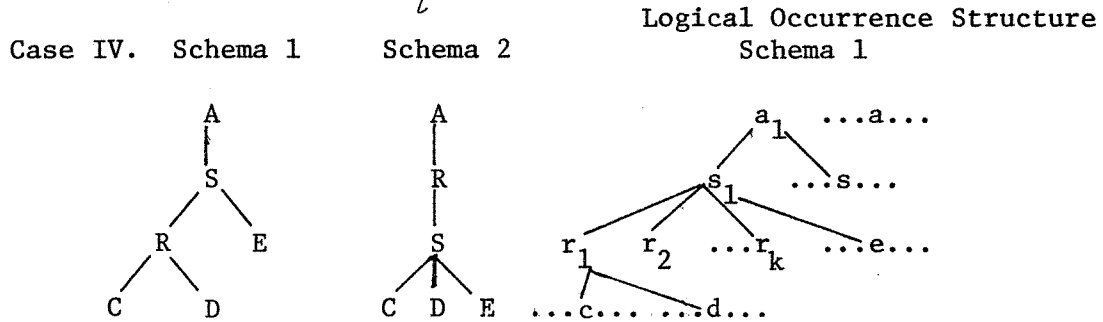 Logical Occurrence Structure
Case IV. Schema 1 Schema 2 Schema 1
A A a1 ...a...
S R s1 ...s...
R E S r1 r2 ...rk ...e...
C D C D E ...c... ...d...